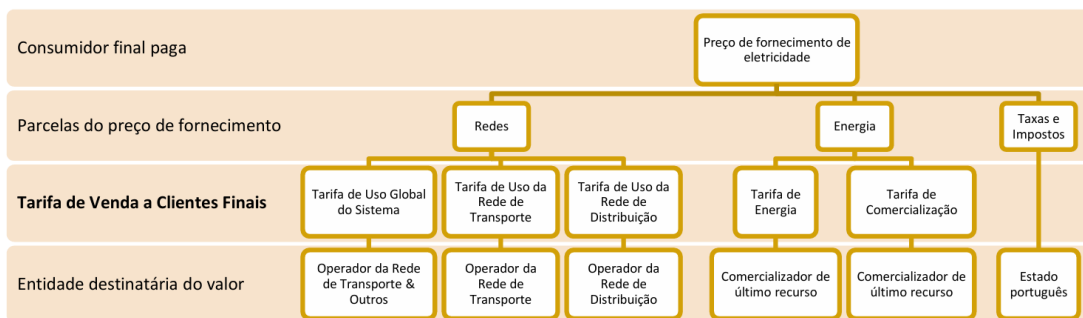 Consumidor final paga
Preço de fornecimento de
eletricidade
Parcelas do preço de fornecimento
Redes
Energia
Taxas e
Impostos
Tarifa de Venda a Clientes Finais
Tarifa de Uso Global
do Sistema
Tarifa de Uso da
Rede de
Transporte
Tarifa de Uso da
Rede de
Distribuição
Tarifa de
Energia
Tarifa de
Comercialização
Entidade destinatária do valor
Operador da Rede
de Transporte &
Outros
Operador da
Rede de
Transporte
Operador da
Rede de
Distribuição
Comercializador de
último recurso
Comercializador de
último recurso
Estado
português